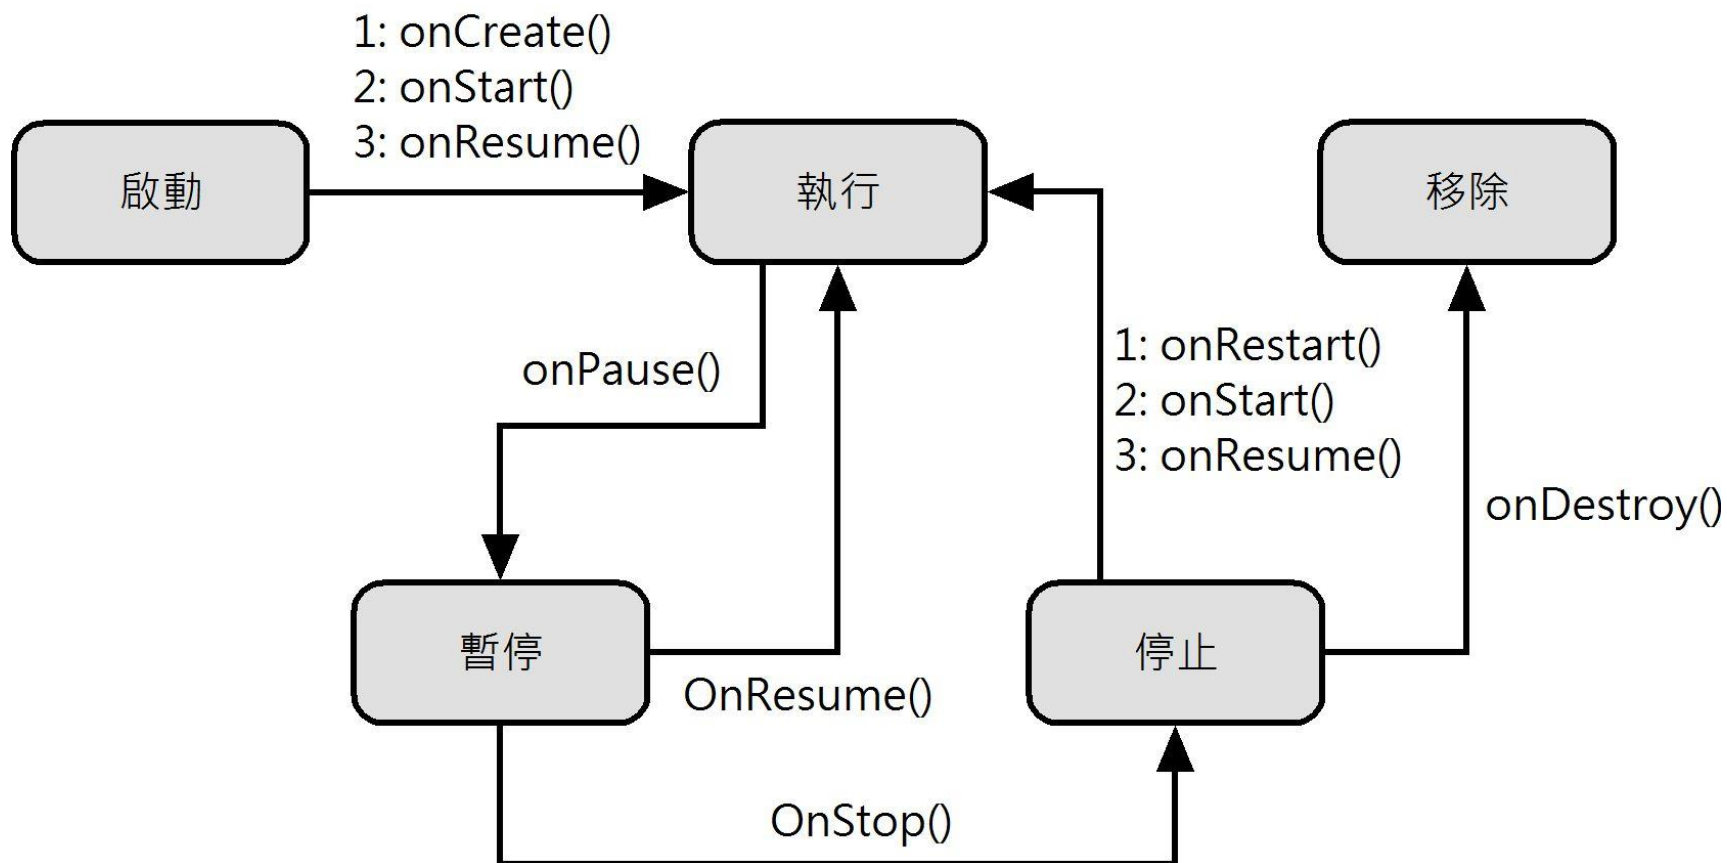 1: onCreate()
2: onStart()
3: onResume()
啟動
執行
移除
onPause()
1: onRestart()
2: onStart()
3: onResume()
onDestroy()
暫停
停止
OnResume()
OnStop()